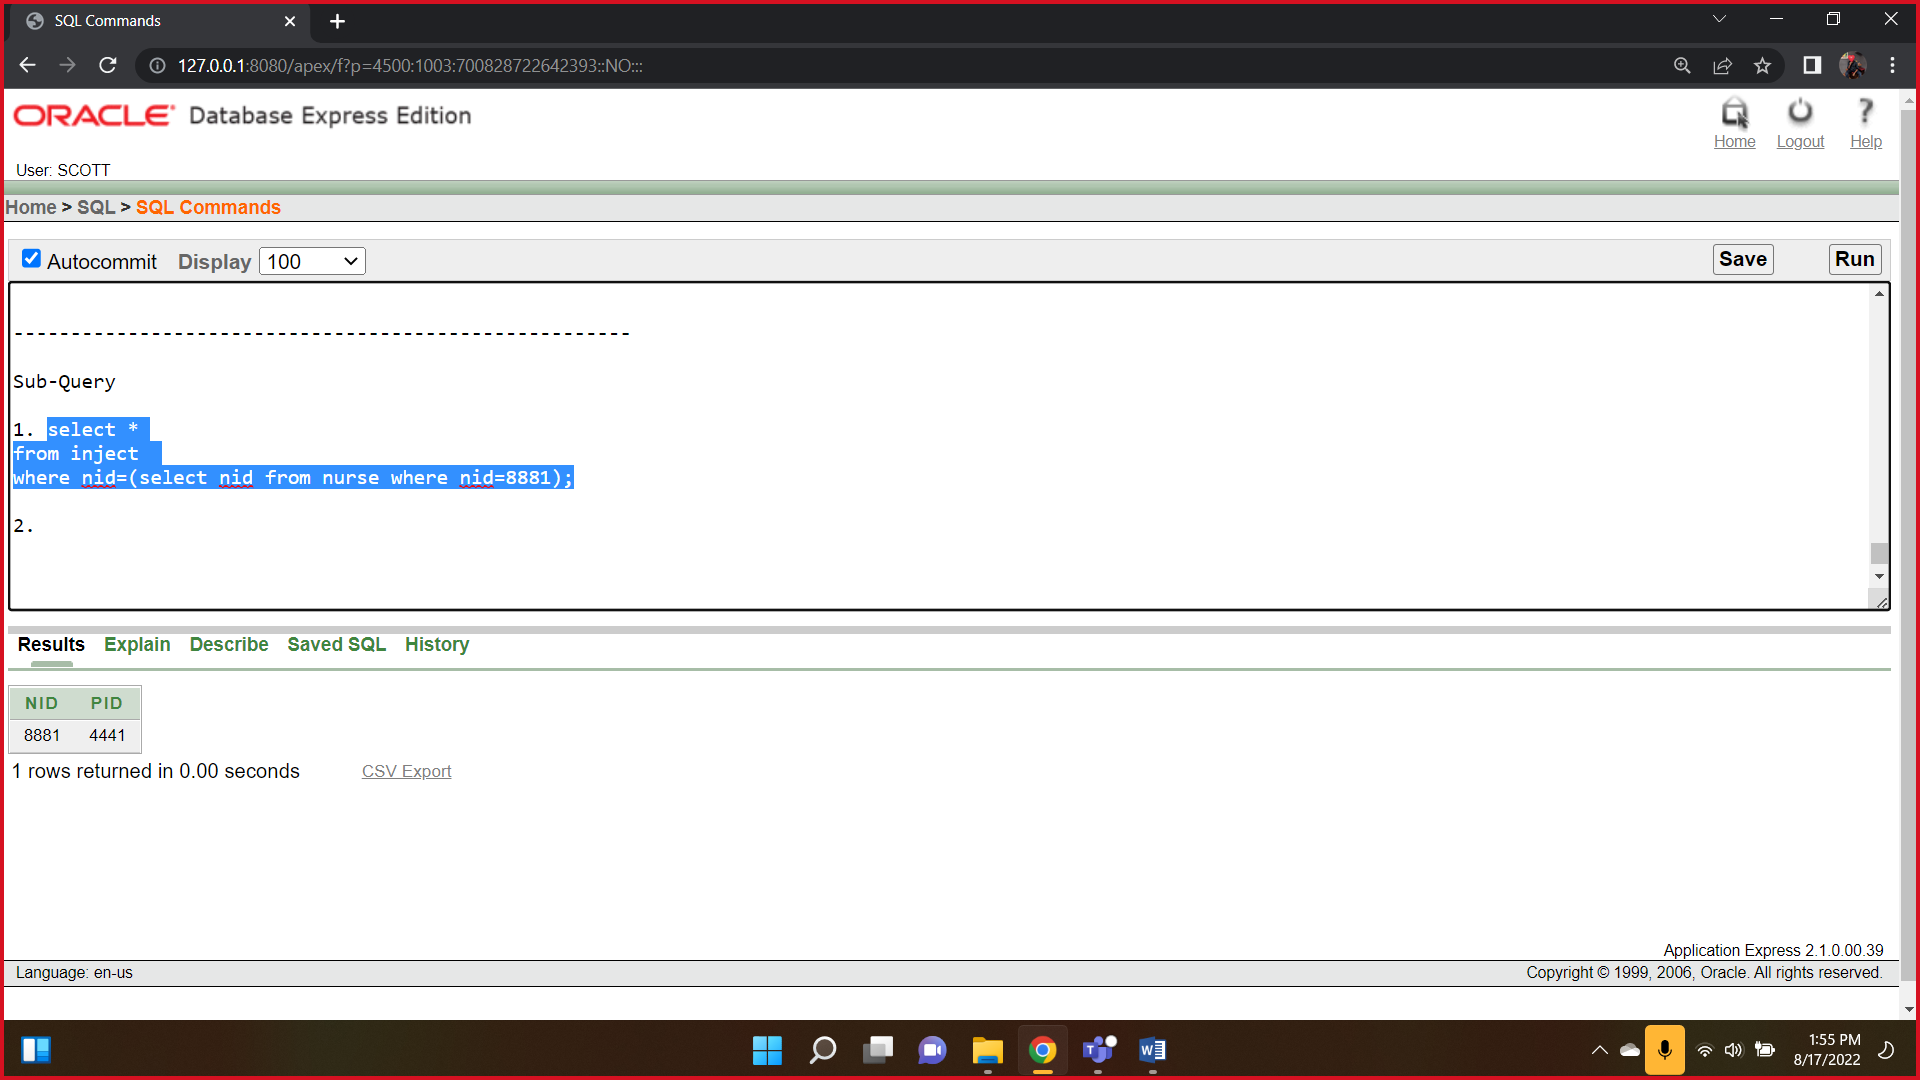 SQL Commands
127.0.0.1:8080/apex/f?p=4500:1003:700828722642393::NO:::
ORACLE Database Express Edition
Home Logout Help
User: SCOTT
Home > SQL > SQL Commands
Autocommit Display 100 Save Run
------------------------------------------------------
Sub-Query
1. select *
from inject
where nid=(select nid from nurse where nid=8881);
2.
Results Explain Describe Saved SQL History
NID PID
8881 4441
1 rows returned in 0.00 seconds CSV Export
Application Express 2.1.0.00.39
Language: en-us Copyright © 1999, 2006, Oracle. All rights reserved.
1:55 PM
8/17/2022